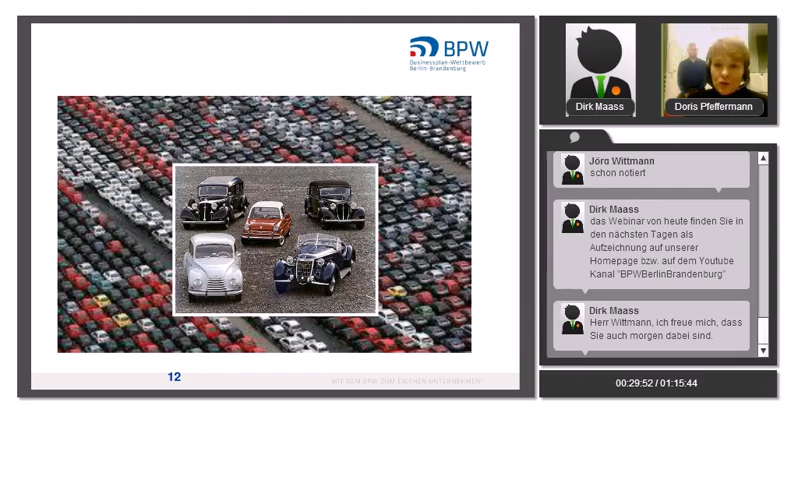 BPW
Businessplan-Wettbewerb
Berlin-Brandenburg
12
MIT DEM BPW ZUM EIGENEN UNTERNEHMEN!
Dirk Maass
Doris Pfeffermann
Jörg Wittmann
schon notiert
Dirk Maass
das Webinar von heute finden Sie in
den nächsten Tagen als
Aufzeichnung auf unserer
Homepage bzw. auf dem Youtube
Kanal "BPWBerlinBrandenburg"
Dirk Maass
Herr Wittmann, ich freue mich, dass
Sie auch morgen dabei sind.
00:29:52 / 01:15:44